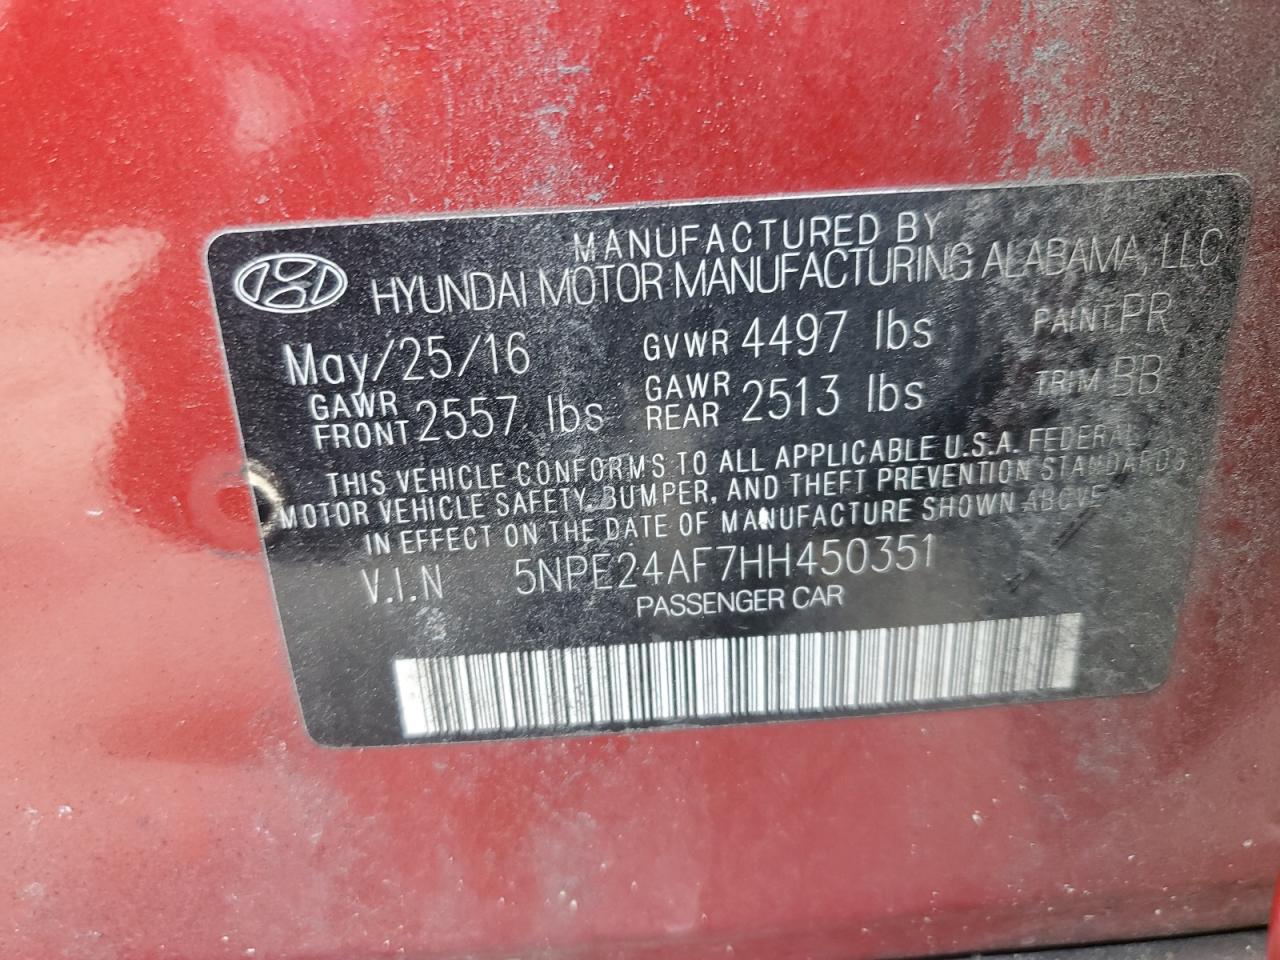 MANUFACTURED BY
HYUNDAI MOTOR MANUFACTURING ALABAMA, LLC
May/25/16 GVWR 4497 lbs PAINT PR
GAWR FRONT 2557 lbs GAWR REAR 2513 lbs TRIM BB
THIS VEHICLE CONFORMS TO ALL APPLICABLE U.S.A. FEDERAL
MOTOR VEHICLE SAFETY, BUMPER, AND THEFT PREVENTION STANDARDS
IN EFFECT ON THE DATE OF MANUFACTURE SHOWN ABOVE
V.I.N 5NPE24AF7HH450351
PASSENGER CAR